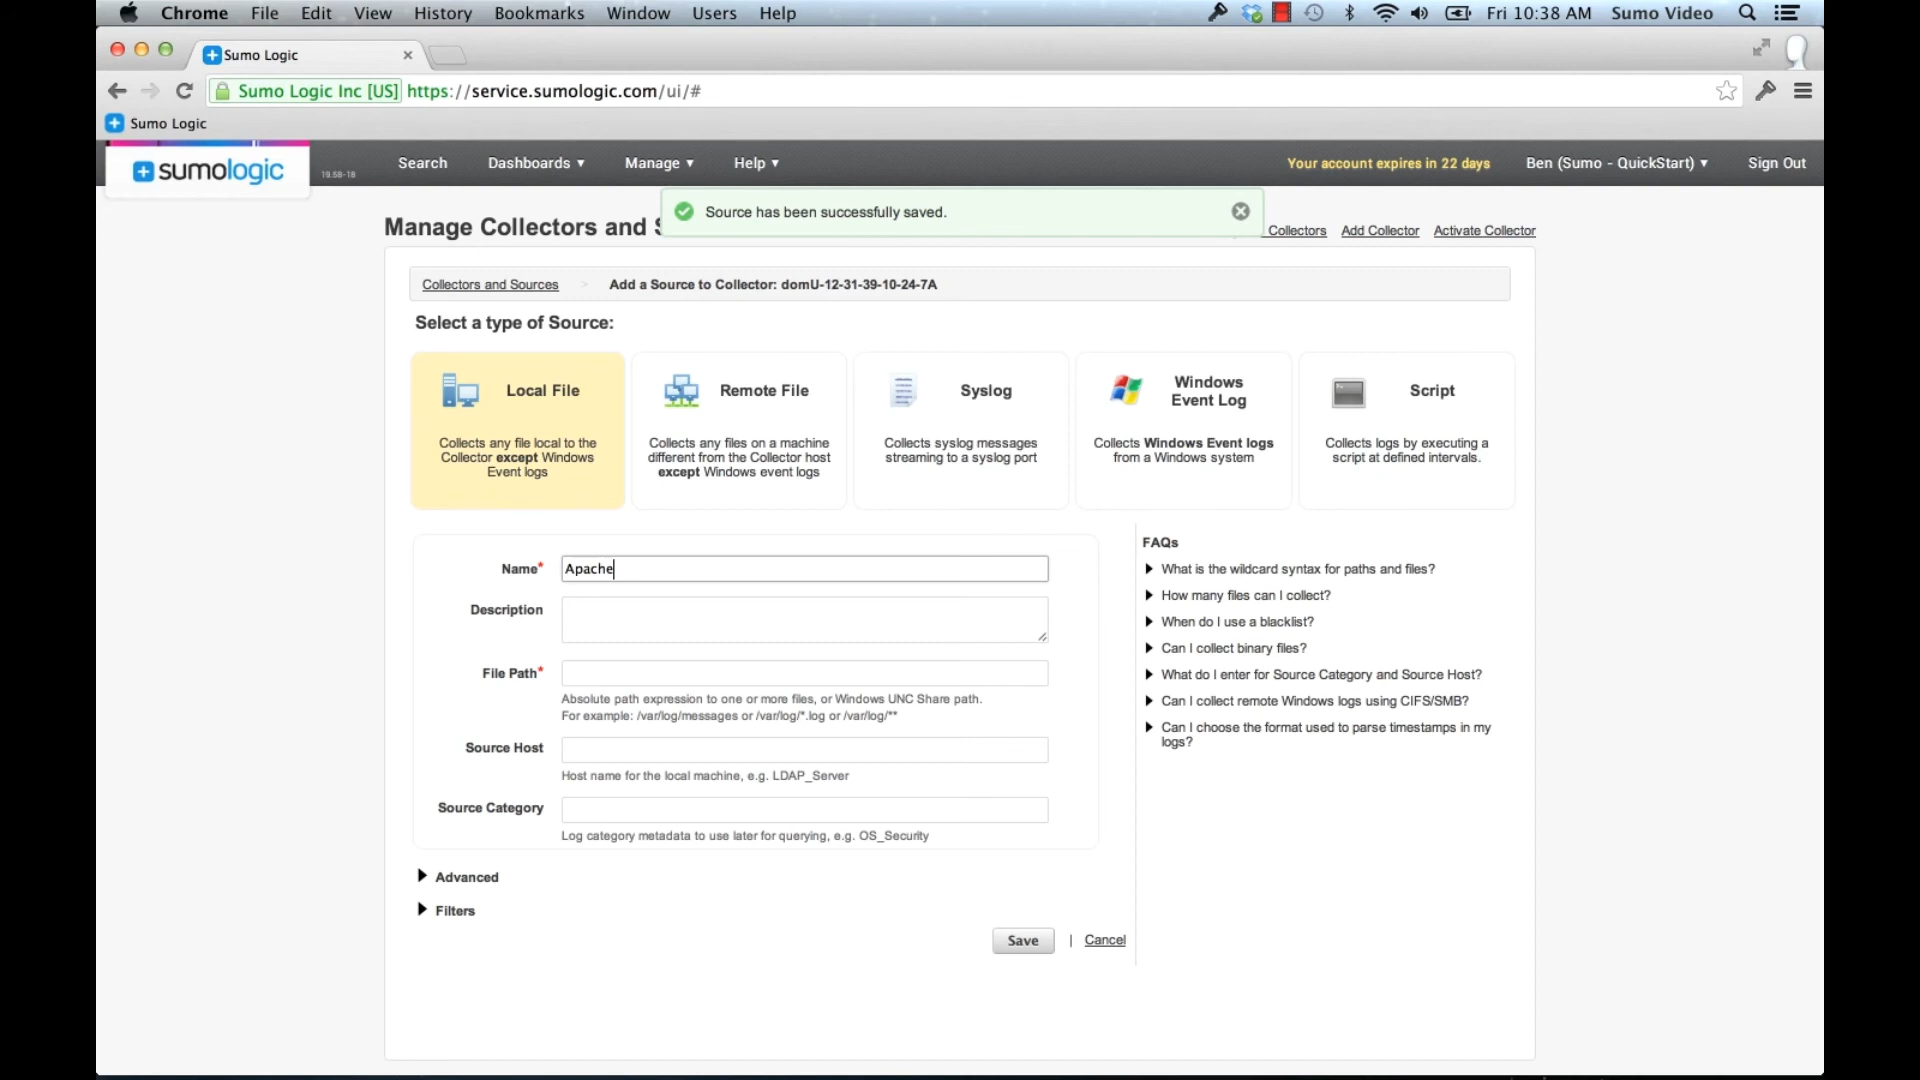 Chrome File Edit View History Bookmarks Window Users Help Fri 10:38 AM Sumo Video
Sumo Logic
Sumo Logic Inc [US] https://service.sumologic.com/ui/#
Sumo Logic
sumologic 19.58-18 Search Dashboards Manage Help Your account expires in 22 days Ben (Sumo - QuickStart) Sign Out
Source has been successfully saved.
Manage Collectors and S Collectors Add Collector Activate Collector
Collectors and Sources > Add a Source to Collector: domU-12-31-39-10-24-7A
Select a type of Source:
Local File
Collects any file local to the
Collector except Windows
Event logs
Remote File
Collects any files on a machine
different from the Collector host
except Windows event logs
Syslog
Collects syslog messages
streaming to a syslog port
Windows
Event Log
Collects Windows Event logs
from a Windows system
Script
Collects logs by executing a
script at defined intervals.
Name* Apache
Description
File Path*
Absolute path expression to one or more files, or Windows UNC Share path.
For example: /var/log/messages or /var/log/*.log or /var/log/**
Source Host
Host name for the local machine, e.g. LDAP_Server
Source Category
Log category metadata to use later for querying, e.g. OS_Security
Advanced
Filters
Save | Cancel
FAQs
What is the wildcard syntax for paths and files?
How many files can I collect?
When do I use a blacklist?
Can I collect binary files?
What do I enter for Source Category and Source Host?
Can I collect remote Windows logs using CIFS/SMB?
Can I choose the format used to parse timestamps in my
logs?